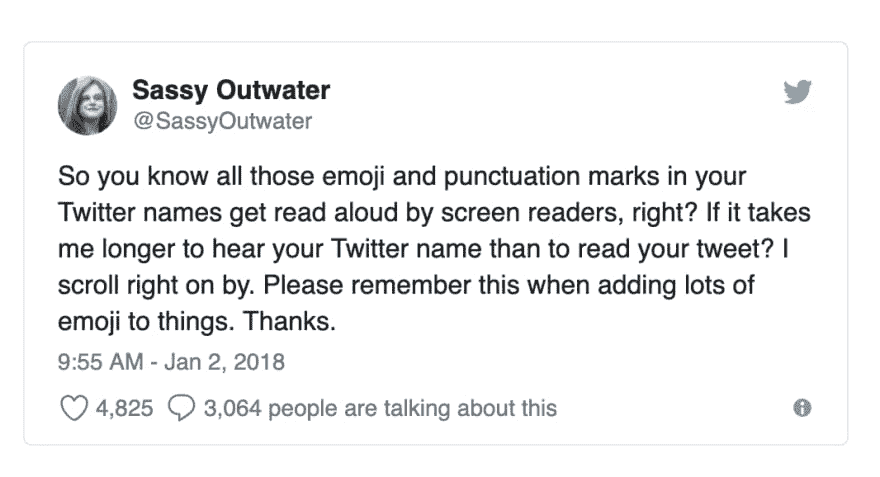 Sassy Outwater
@SassyOutwater
So you know all those emoji and punctuation marks in your
Twitter names get read aloud by screen readers, right? If it takes
me longer to hear your Twitter name than to read your tweet? I
scroll right on by. Please remember this when adding lots of
emoji to things. Thanks.
9:55 AM - Jan 2, 2018
4,825 3,064 people are talking about this